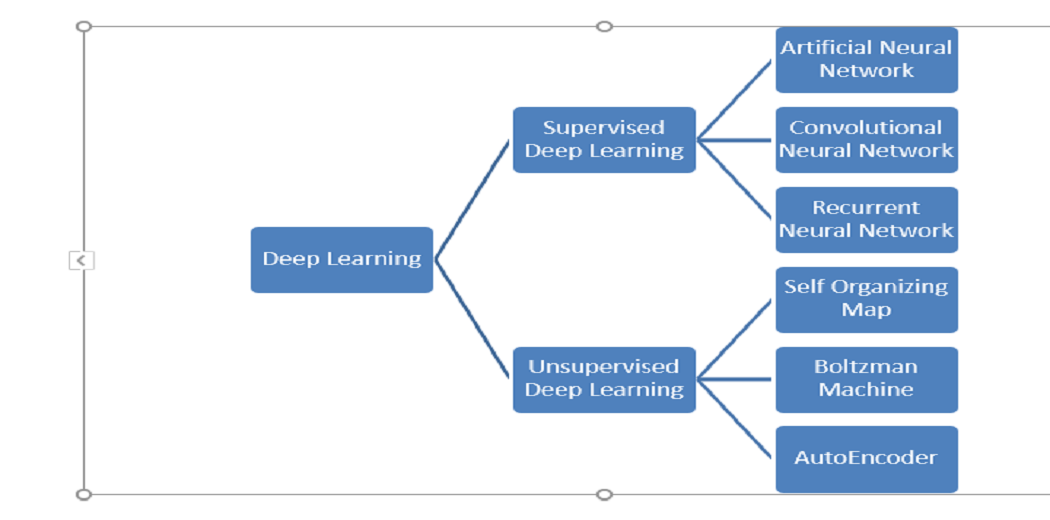 Deep Learning
Supervised
Deep Learning
Artificial Neural
Network
Convolutional
Neural Network
Recurrent
Neural Network
Unsupervised
Deep Learning
Self Organizing
Map
Boltzman
Machine
AutoEncoder